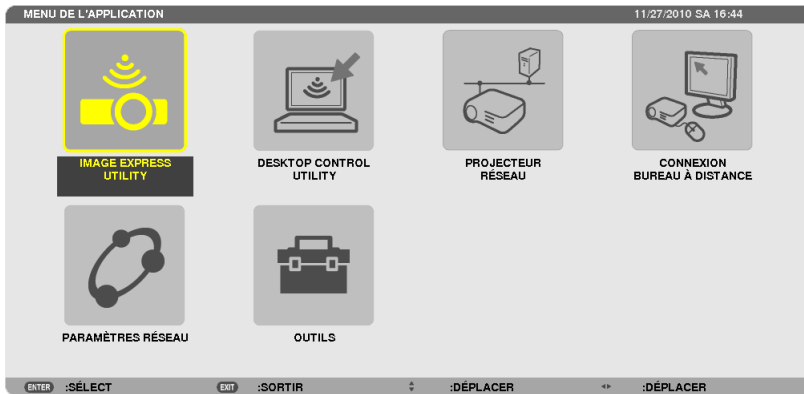 MENU DE L'APPLICATION 11/27/2010 SA 16:44
IMAGE EXPRESS
UTILITY
DESKTOP CONTROL
UTILITY
PROJECTEUR
RÉSEAU
CONNEXION
BUREAU À DISTANCE
PARAMÈTRES RÉSEAU
OUTILS
ENTER :SÉLECT EXIT :SORTIR :DÉPLACER :DÉPLACER